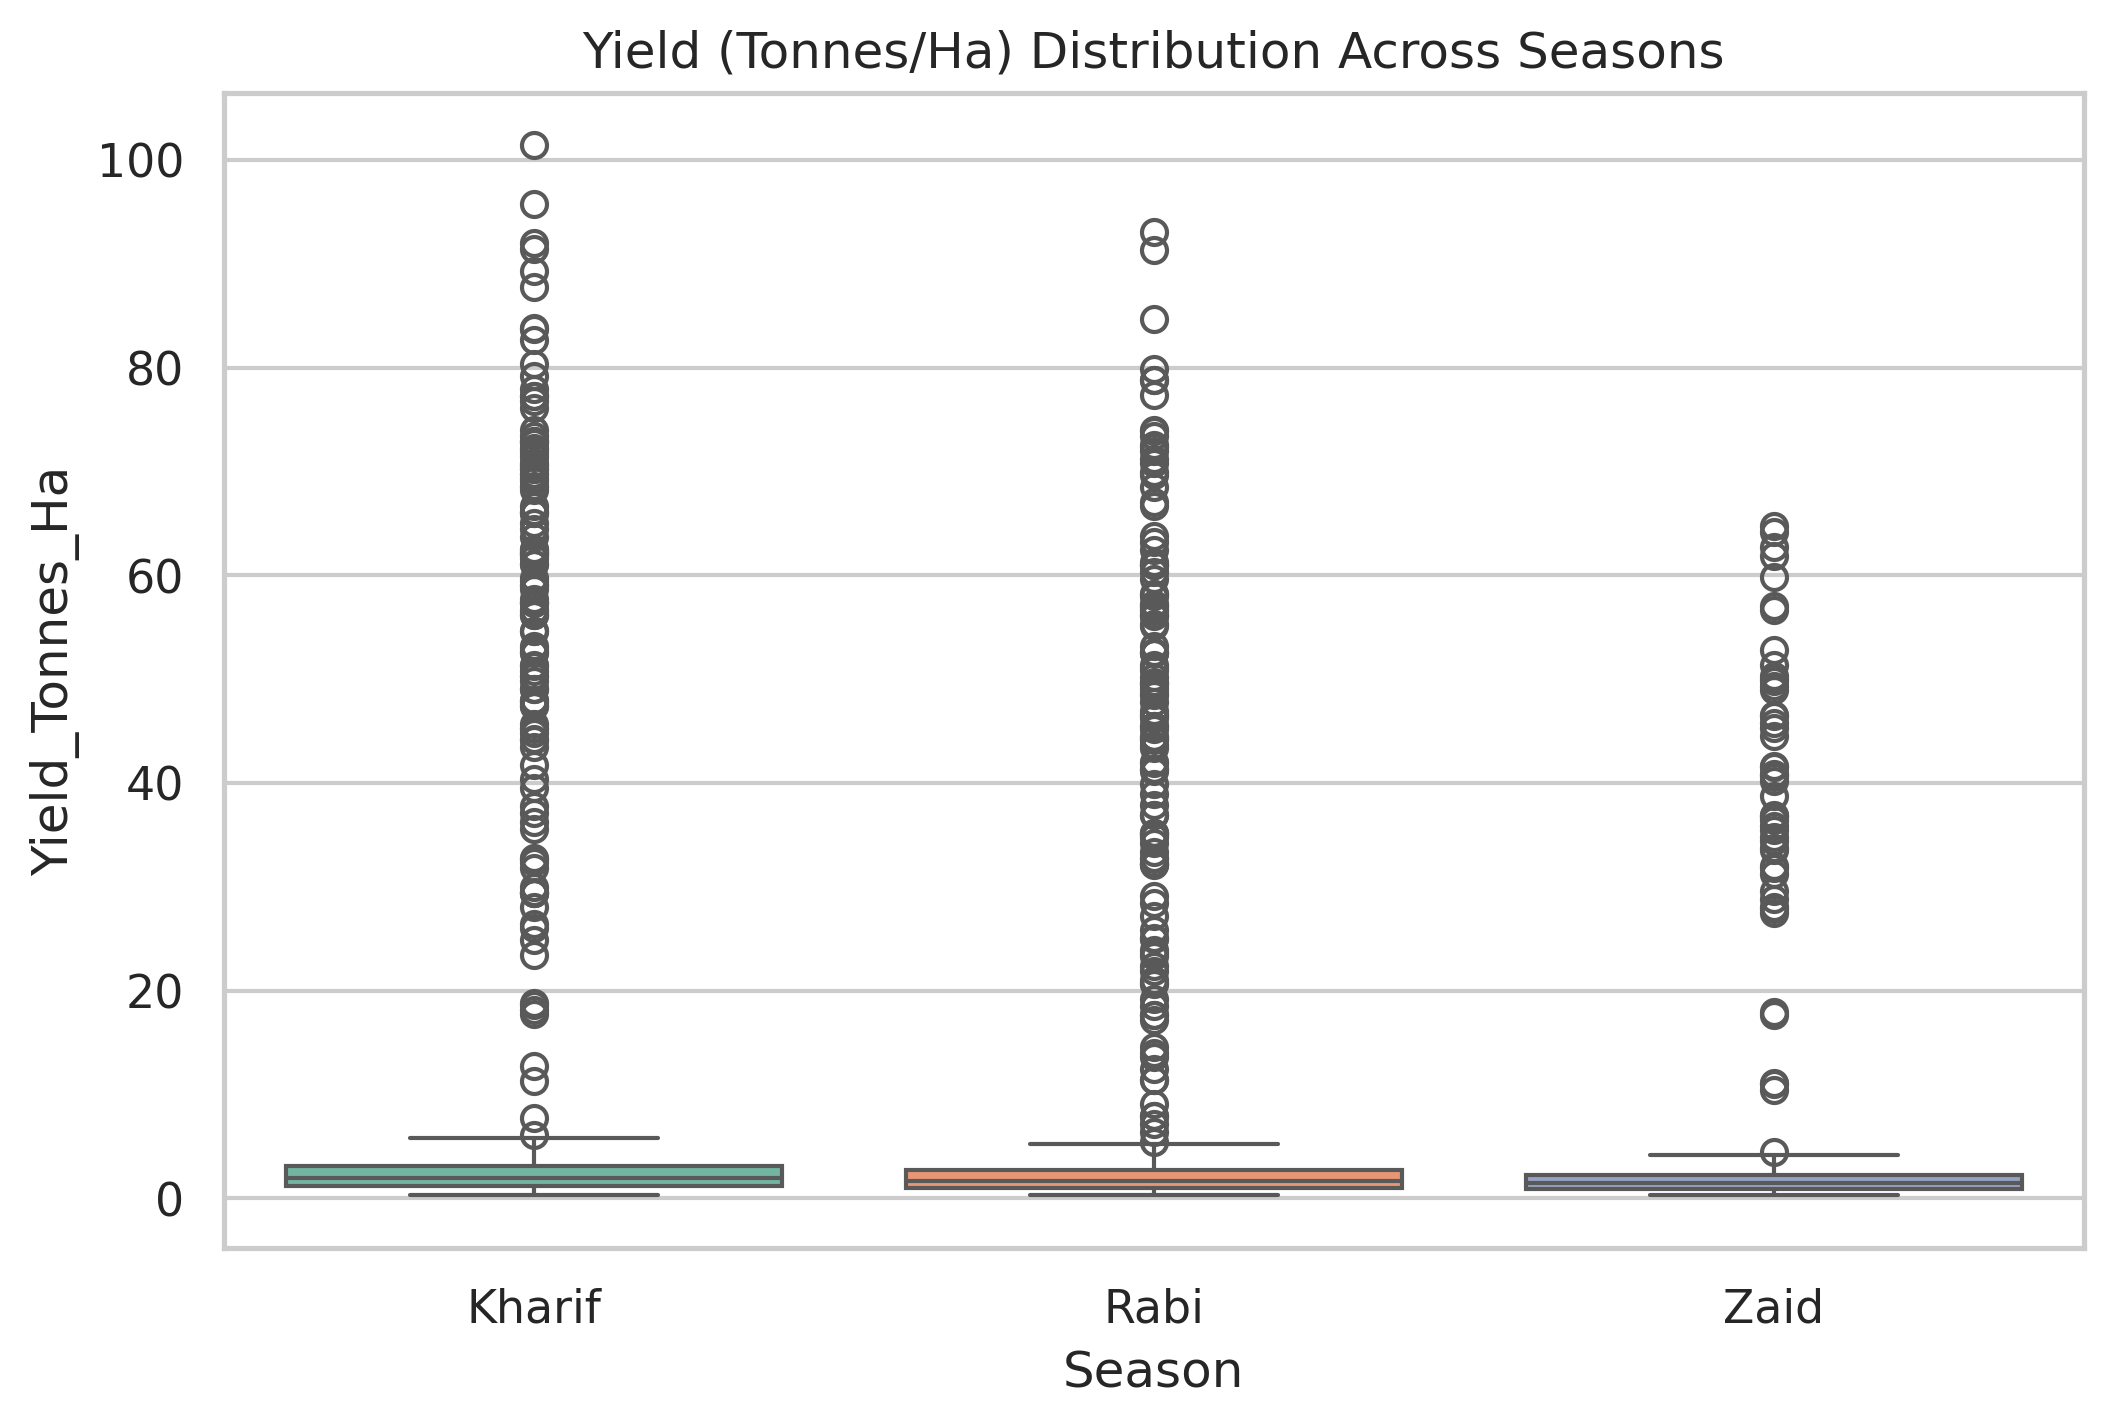 Yield (Tonnes/Ha) Distribution Across Seasons
Yield_Tonnes_Ha
100
80
60
40
20
0
Kharif
Rabi
Zaid
Season